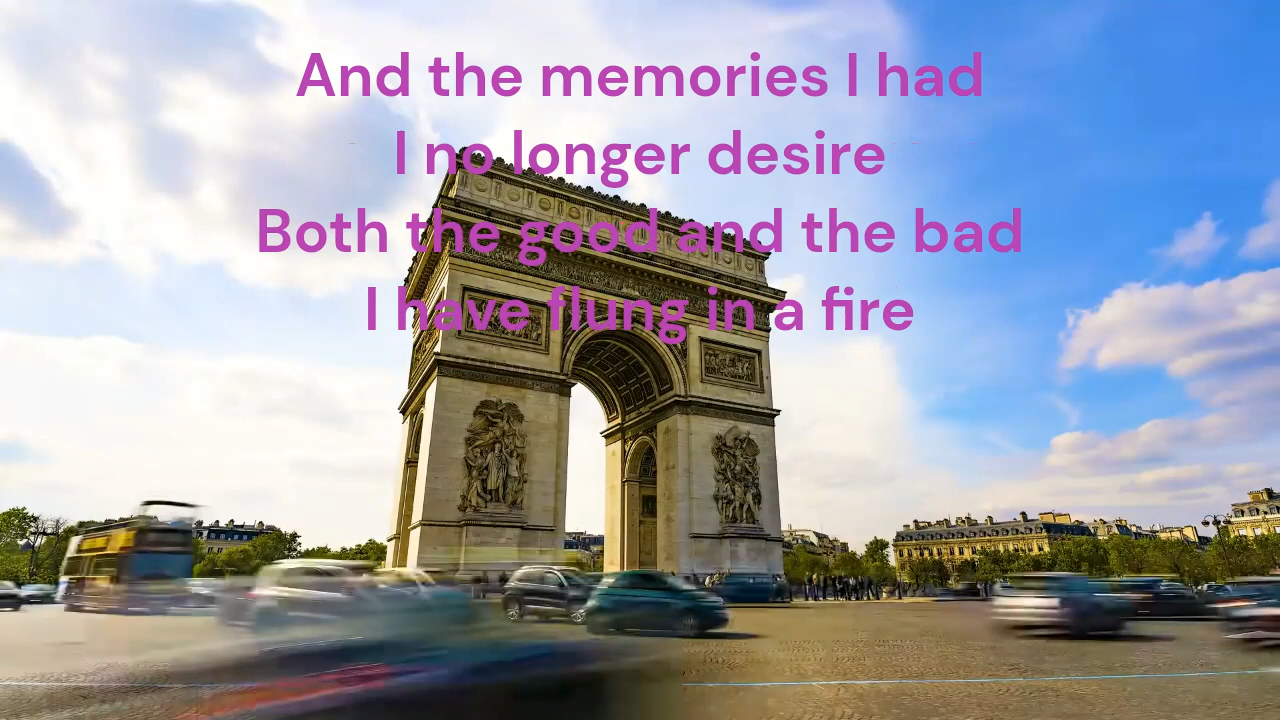 And the memories I had
I no longer desire
Both the good and the bad
I have flung in a fire